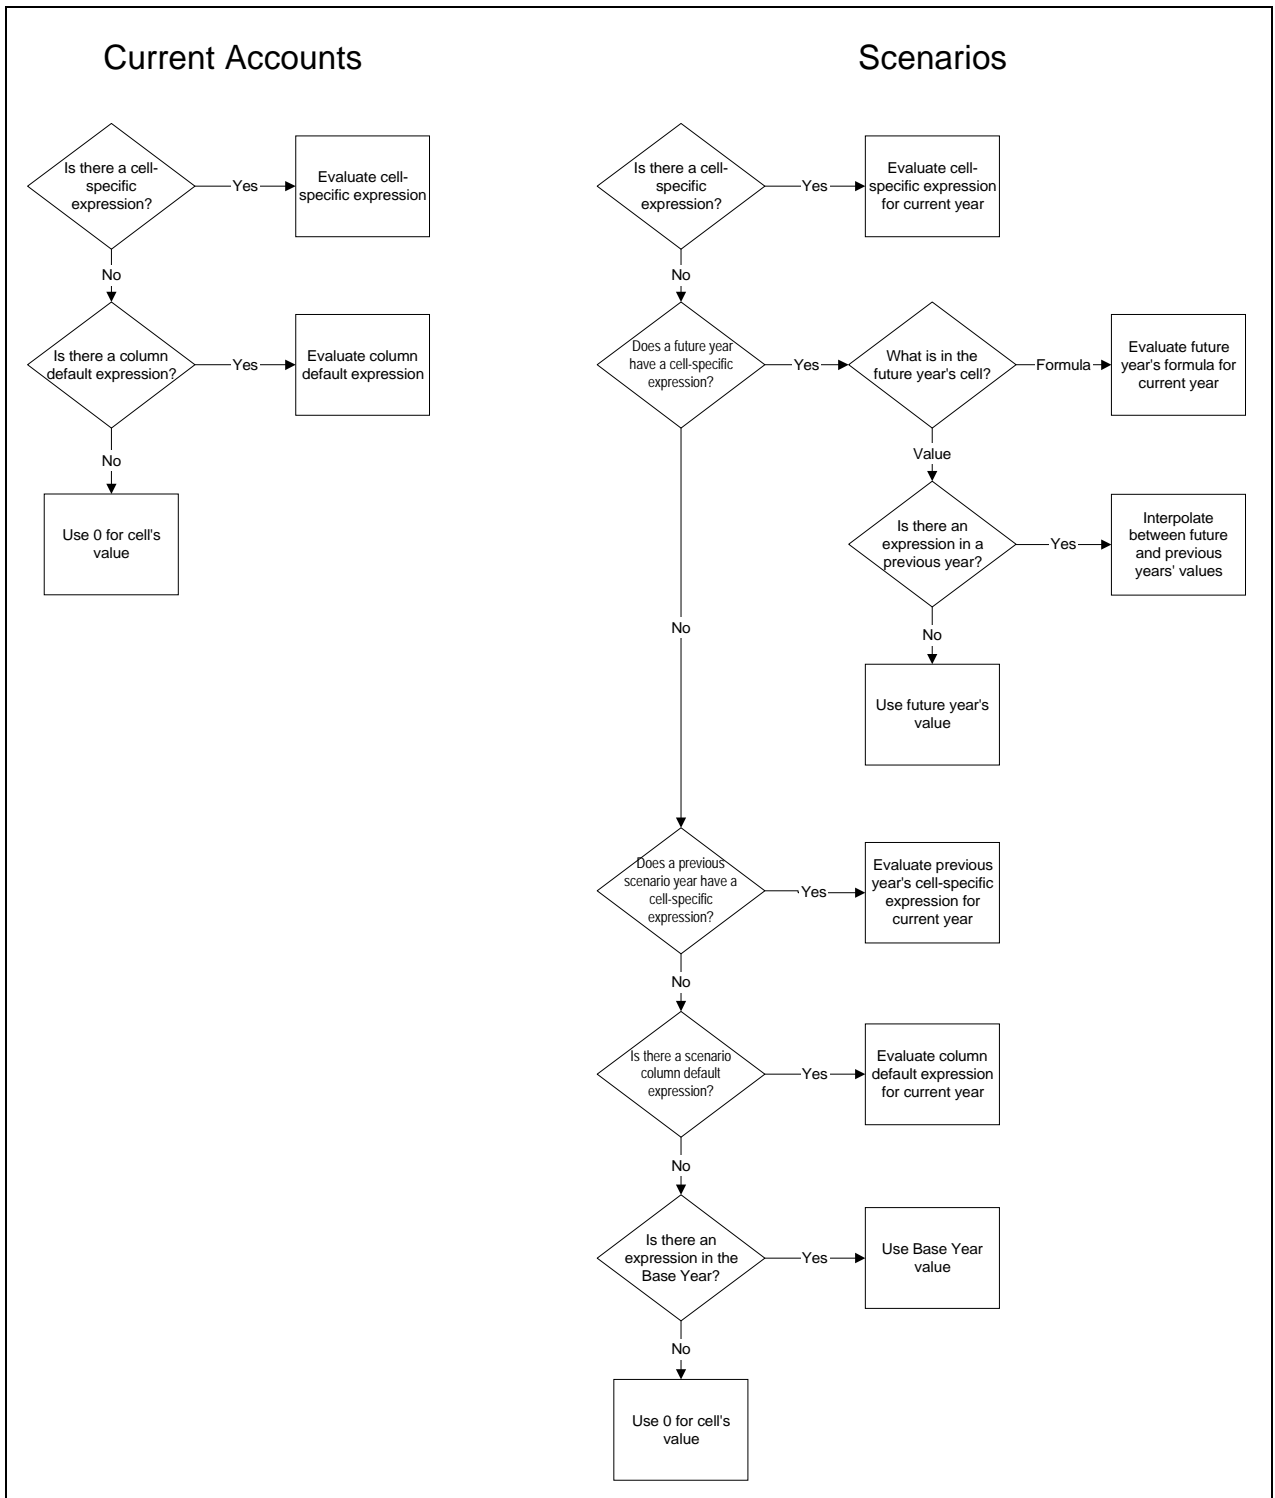 Current Accounts
Is there a cell-
specific
expression?
Yes
Evaluate cell-
specific expression
No
Is there a column
default expression?
Yes
Evaluate column
default expression
No
Use 0 for cell's
value
Scenarios
Is there a cell-
specific
expression?
Yes
Evaluate cell-
specific expression
for current year
No
Does a future year
have a cell-specific
expression?
Yes
What is in the
future year's cell?
Formula
Evaluate future
year's formula for
current year
Value
Is there an
expression in a
previous year?
Yes
Interpolate
between future
and previous
years' values
No
Use future year's
value
No
Does a previous
scenario year have a
cell-specific
expression?
Yes
Evaluate previous
year's cell-specific
expression for
current year
No
Is there a scenario
column default
expression?
Yes
Evaluate column
default expression
for current year
No
Is there an
expression in the
Base Year?
Yes
Use Base Year
value
No
Use 0 for cell's
value